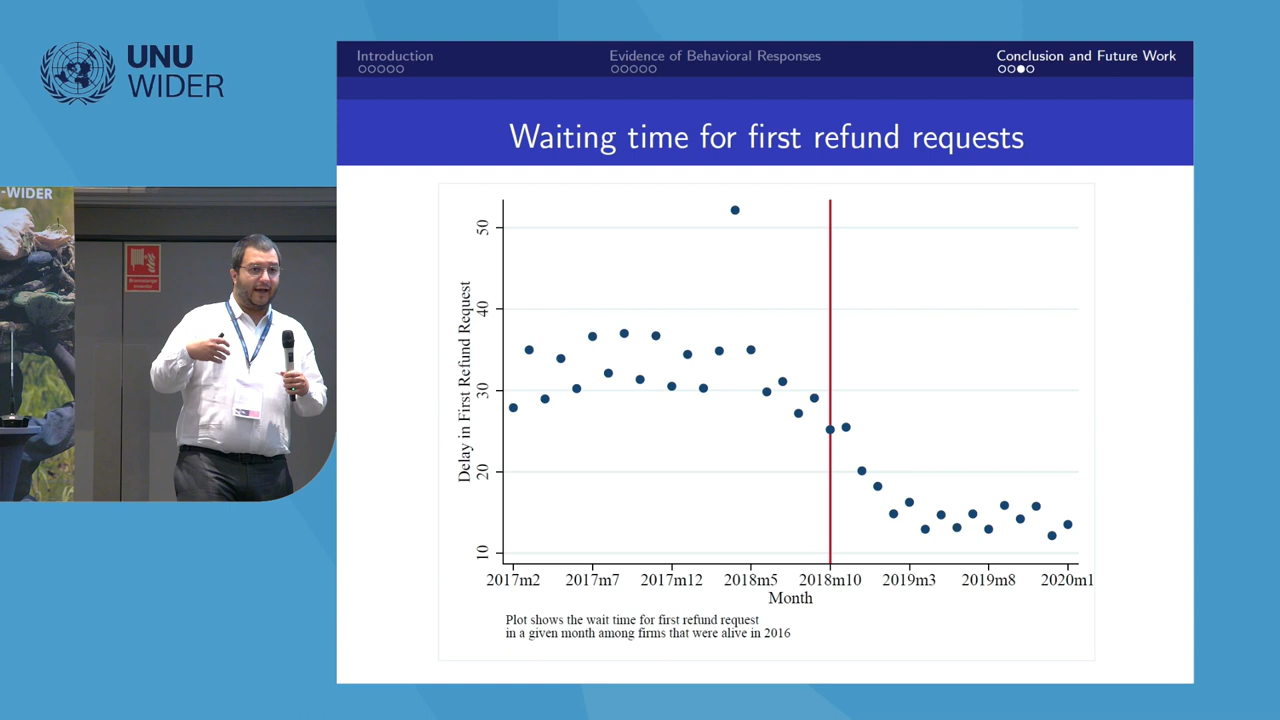 UNU
WIDER
-WIDER
Introduction
Evidence of Behavioral Responses
Conclusion and Future Work
Waiting time for first refund requests
Delay in First Refund Request
50
40
30
20
10
2017m2 2017m7 2017m12 2018m5 2018m10 2019m3 2019m8 2020m1
Month
Plot shows the wait time for first refund request
in a given month among firms that were alive in 2016